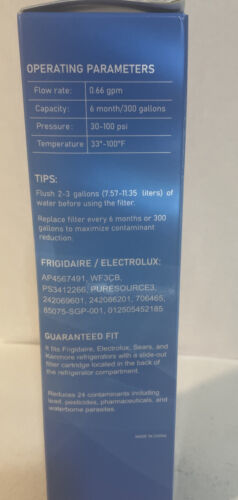 OPERATING PARAMETERS
Flow rate: 0.66 gpm
Capacity: 6 month/300 gallons
Pressure: 30-100 psi
Temperature 33°-100°F
TIPS:
Flush 2-3 gallons (7.57-11.35 liters) of
water before using the filter.
Replace filter every 6 months or 300
gallons to maximize contaminant
reduction.
FRIGIDAIRE / ELECTROLUX:
AP4567491, WF3CB,
PS3412266, PURESOURCE3,
242069601, 242086201, 706465,
85075-SGP-001, 012505452185
GUARANTEED FIT
It fits Frigidaire, Electrolux, Sears, and
Kenmore refrigerators with a slide-out
filter cartridge located in the back of
the refrigerator compartment.
Reduces 24 contaminants including
lead, pesticides, pharmaceuticals, and
waterborne parasites.
MADE IN CHINA